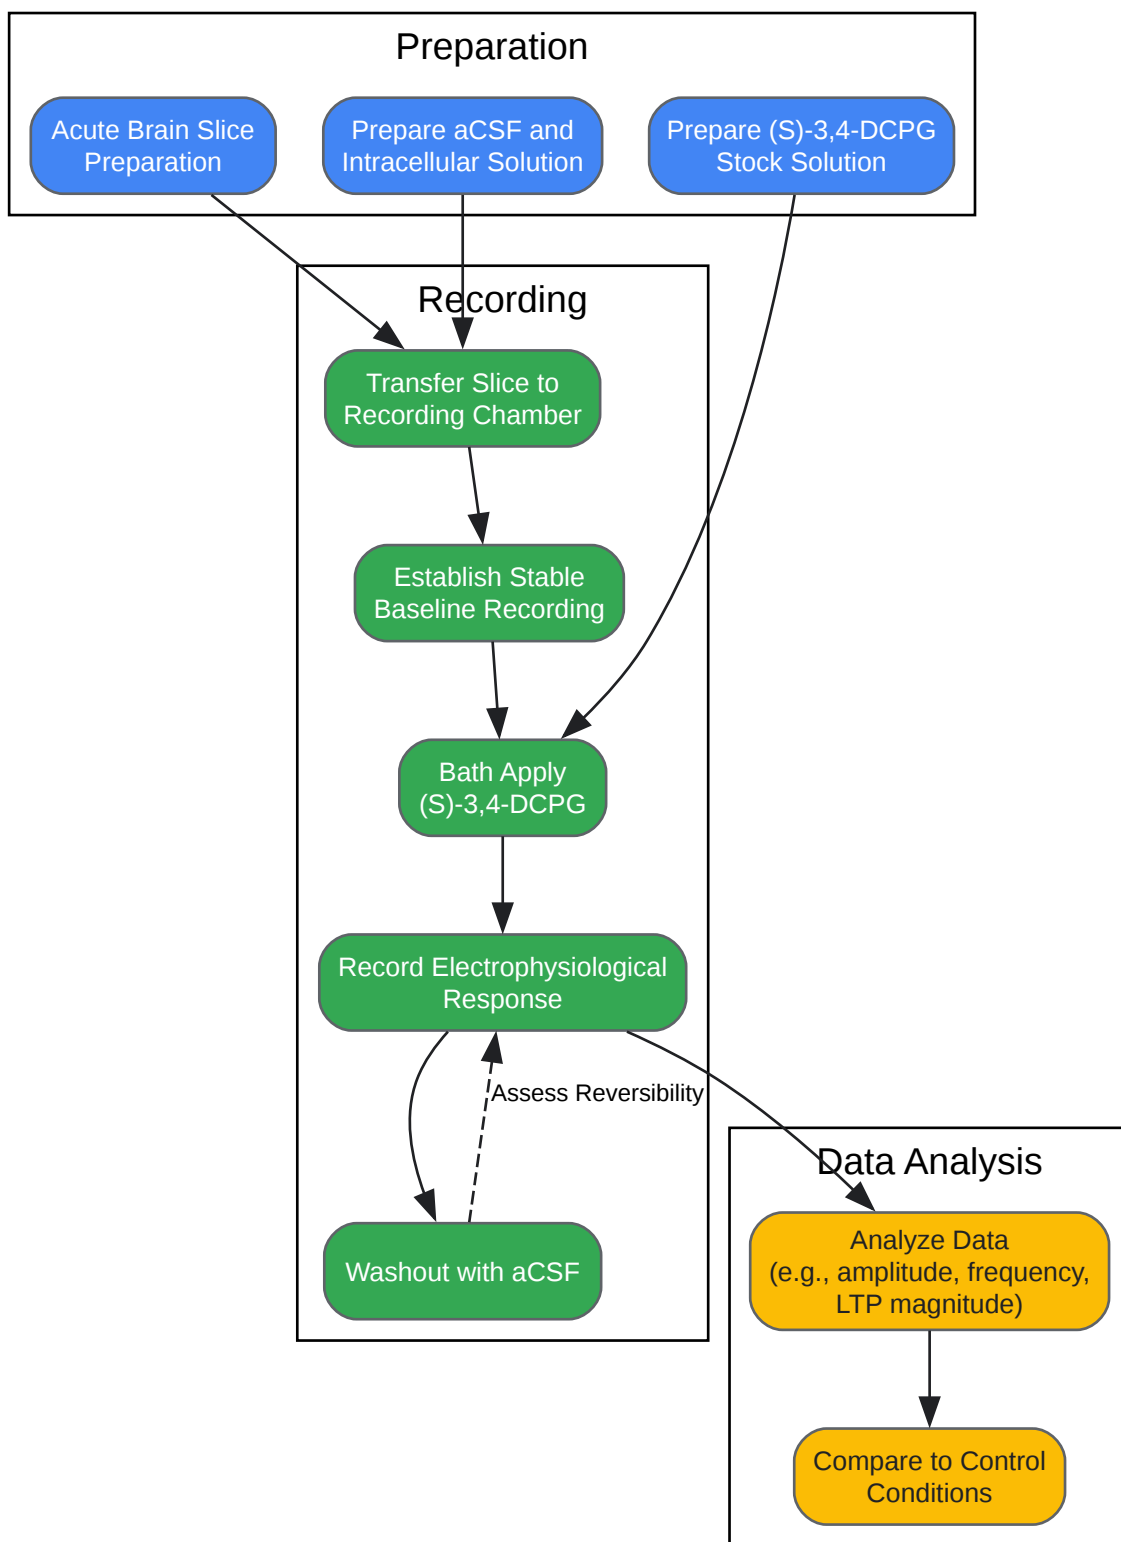 Preparation
Acute Brain Slice
Preparation
Prepare aCSF and
Intracellular Solution
Prepare (S)-3,4-DCPG
Stock Solution
Recording
Transfer Slice to
Recording Chamber
Establish Stable
Baseline Recording
Bath Apply
(S)-3,4-DCPG
Record Electrophysiological
Response
Assess Reversibility
Washout with aCSF
Data Analysis
Analyze Data
(e.g., amplitude, frequency,
LTP magnitude)
Compare to Control
Conditions